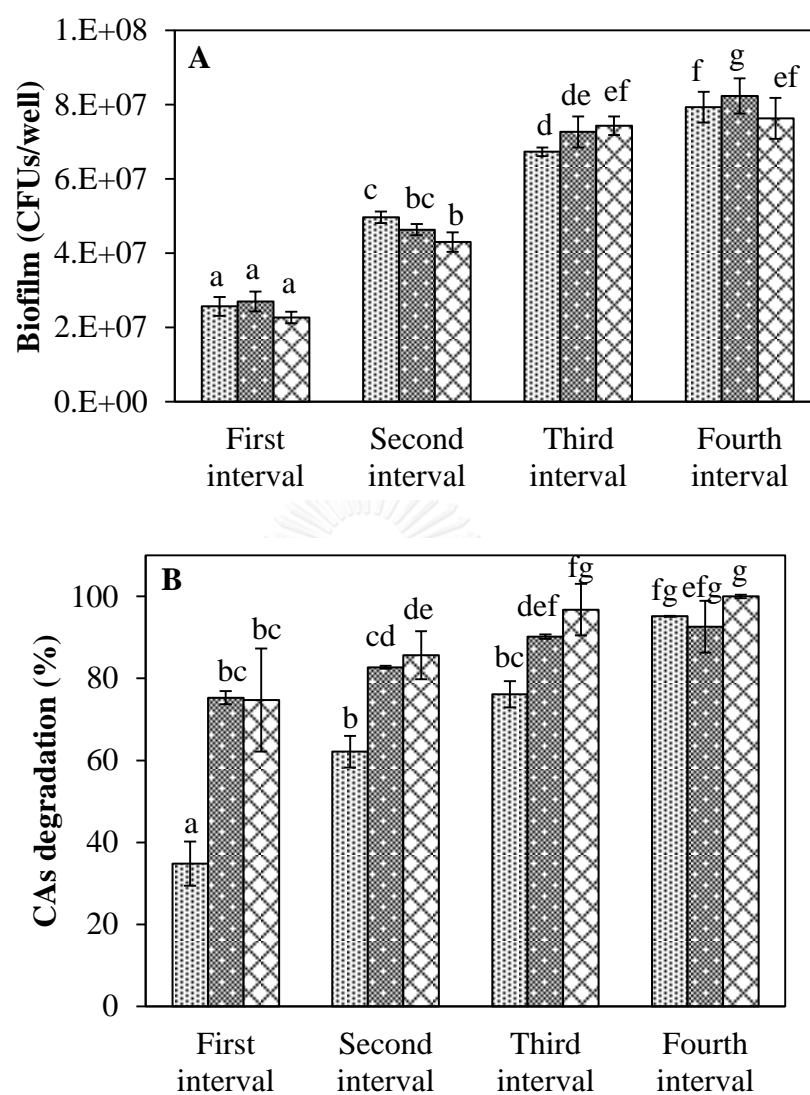 1.E+08
A
8.E+07
6.E+07
4.E+07
2.E+07
0.E+00
Biofilm (CFUs/well)
a a a
c bc b
d de ef
f g ef
First interval
Second interval
Third interval
Fourth interval
B
100
80
60
40
20
0
CAs degradation (%)
a bc bc
b cd de
bc def fg
fg efg g
First interval
Second interval
Third interval
Fourth interval